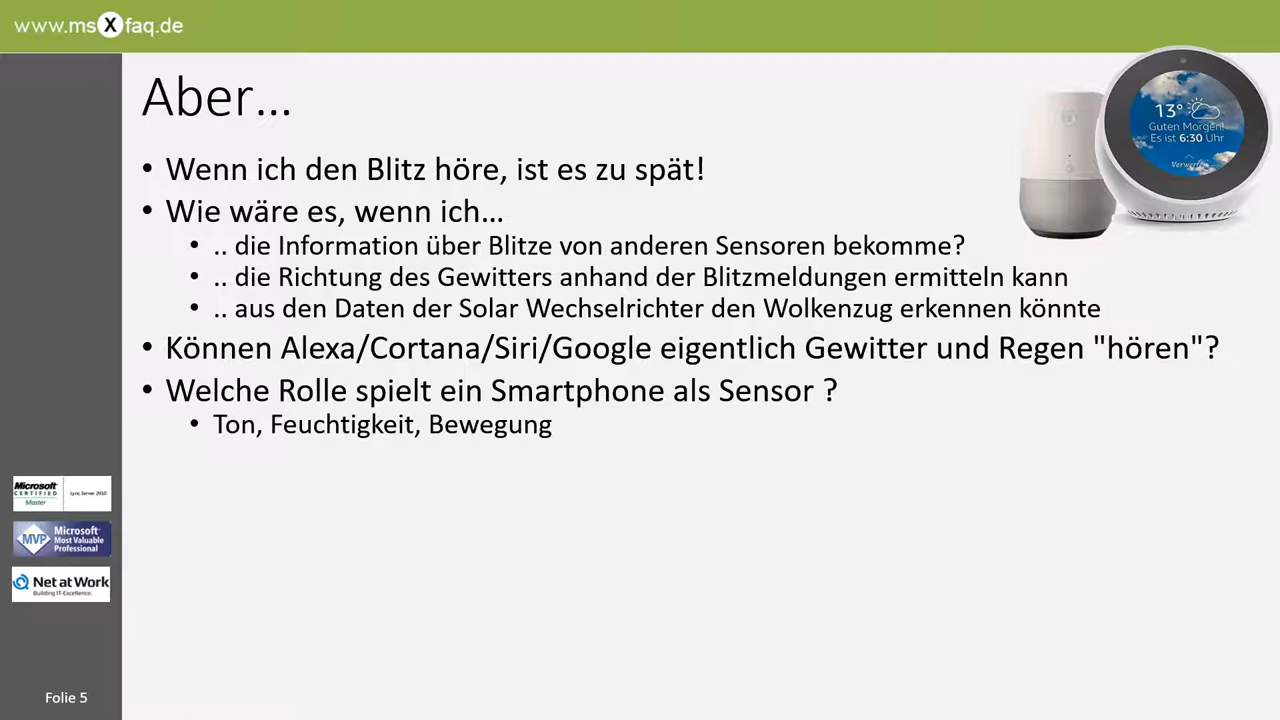 www.msXfaq.de
Aber…
13°
Guten Morgen!
Es ist 6:30 Uhr
Verwerfen
• Wenn ich den Blitz höre, ist es zu spät!
• Wie wäre es, wenn ich…
• .. die Information über Blitze von anderen Sensoren bekomme?
• .. die Richtung des Gewitters anhand der Blitzmeldungen ermitteln kann
• .. aus den Daten der Solar Wechselrichter den Wolkenzug erkennen könnte
• Können Alexa/Cortana/Siri/Google eigentlich Gewitter und Regen "hören"?
• Welche Rolle spielt ein Smartphone als Sensor ?
• Ton, Feuchtigkeit, Bewegung
Microsoft
CERTIFIED
Master
Lync Server 2010
MVP
Microsoft
Most Valuable
Professional
Net at Work
Building IT-Excellence.
Folie 5